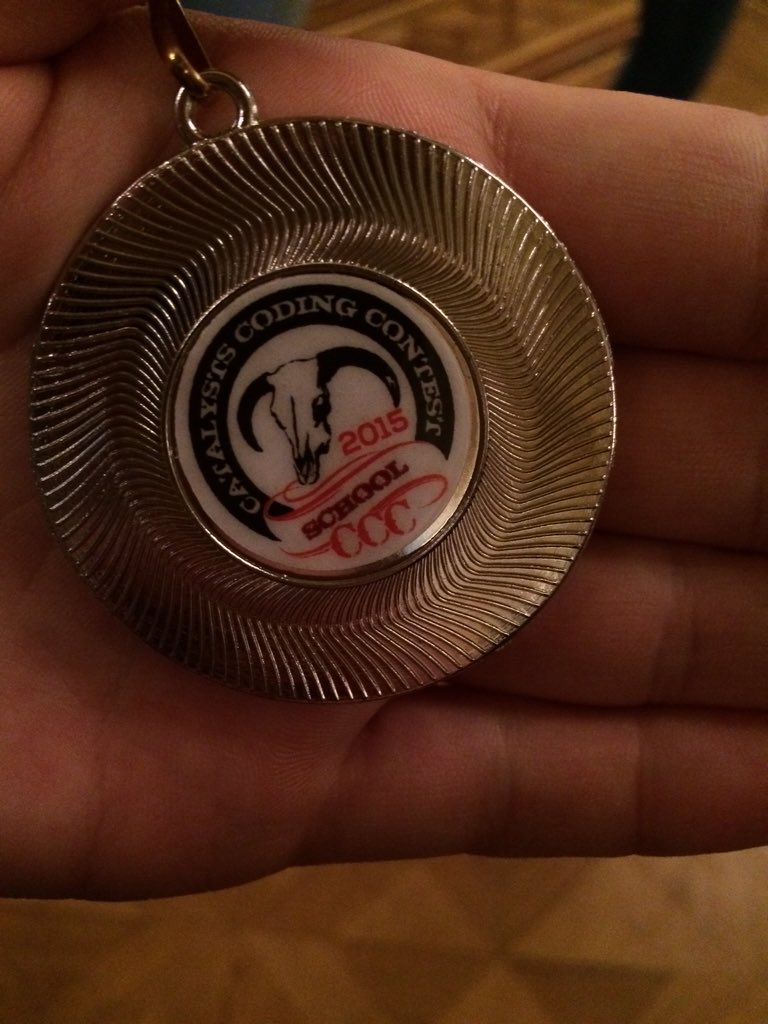 CATALYSTS CODING CONTEST
2015
SCHOOL
CCC